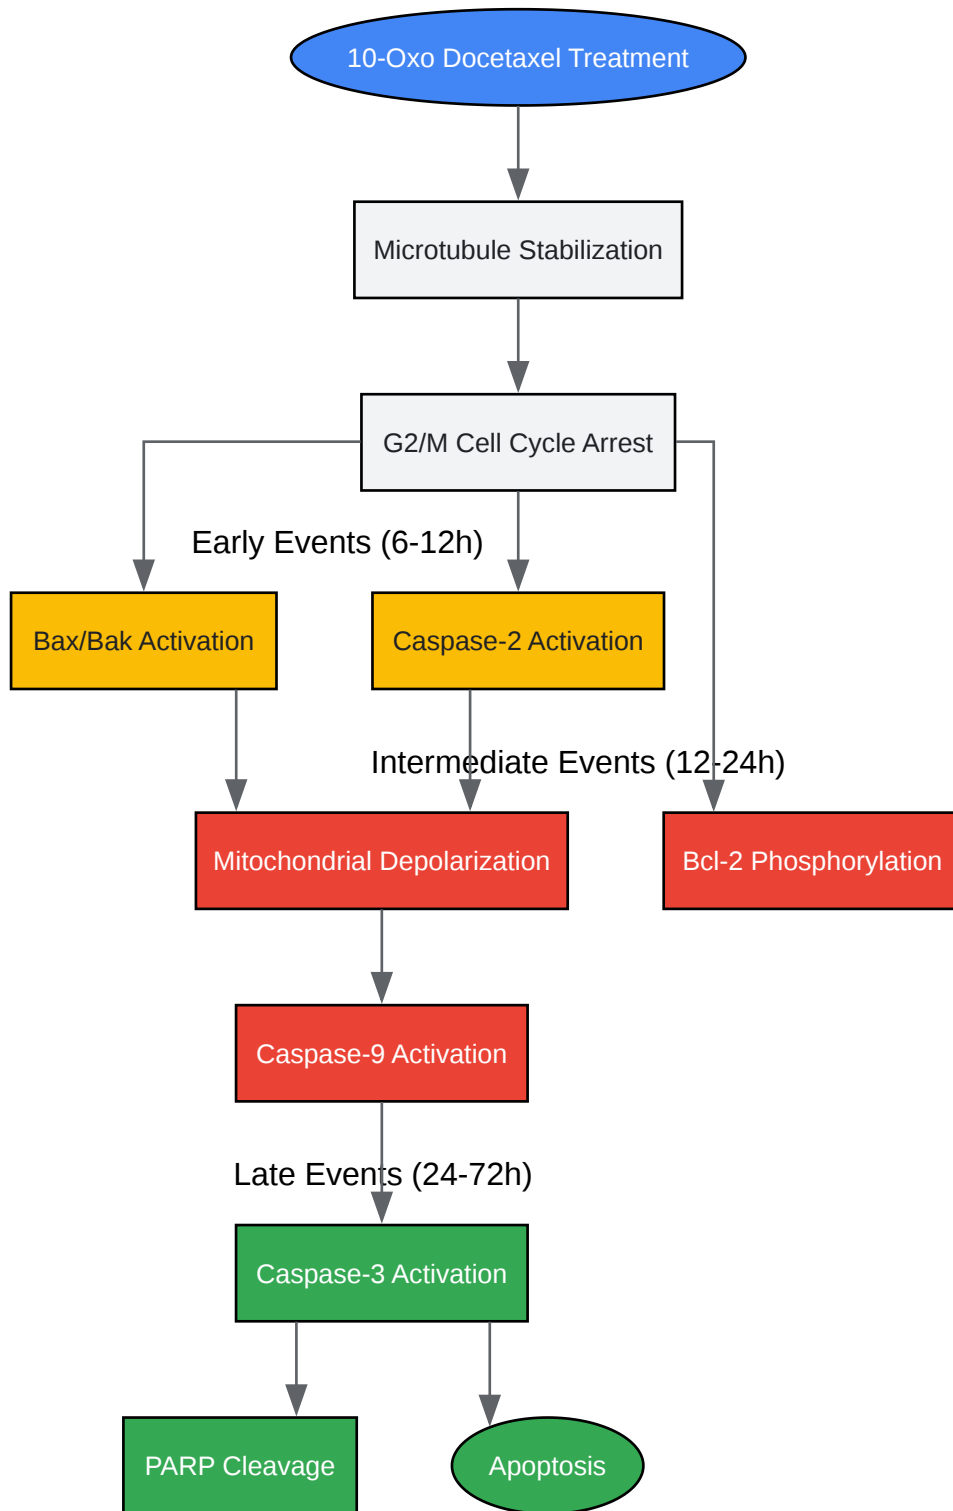 10-Oxo Docetaxel Treatment
Microtubule Stabilization
G2/M Cell Cycle Arrest
Early Events (6-12h)
Bax/Bak Activation
Caspase-2 Activation
Intermediate Events (12-24h)
Mitochondrial Depolarization
Bcl-2 Phosphorylation
Caspase-9 Activation
Late Events (24-72h)
Caspase-3 Activation
PARP Cleavage
Apoptosis